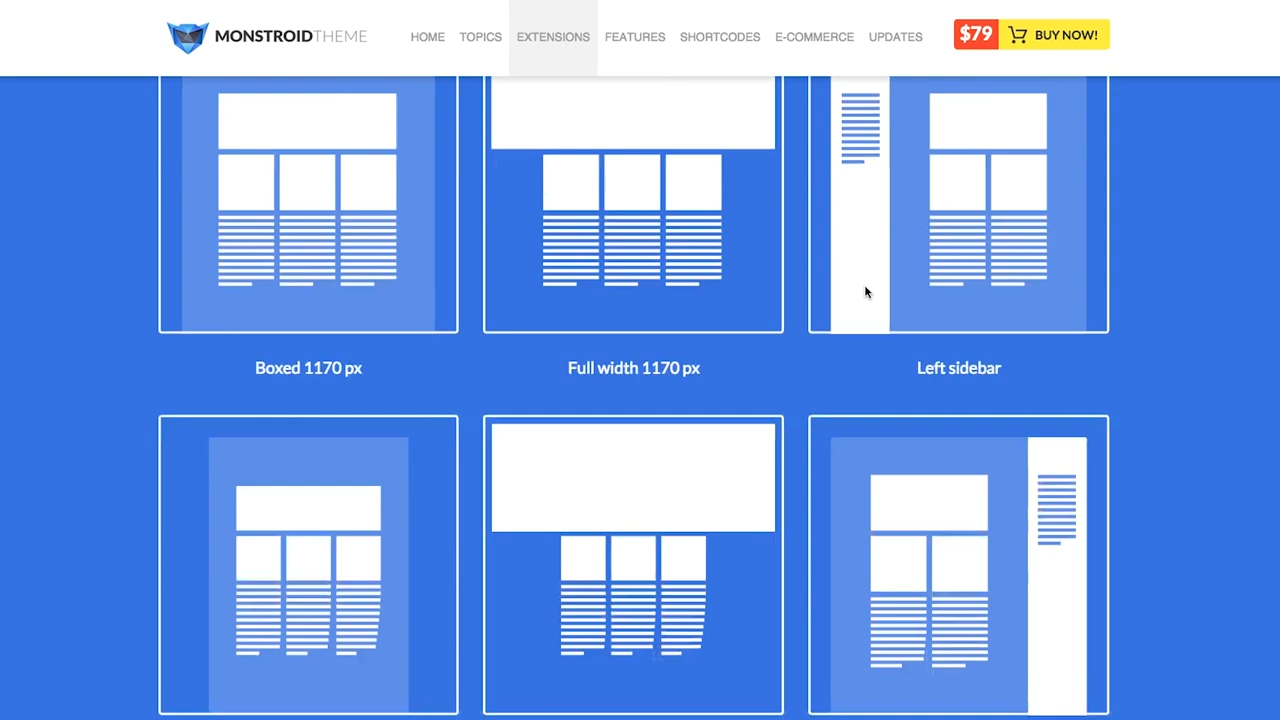 MONSTROIDTHEME HOME TOPICS EXTENSIONS FEATURES SHORTCODES E-COMMERCE UPDATES $79 BUY NOW!
Boxed 1170 px Full width 1170 px Left sidebar